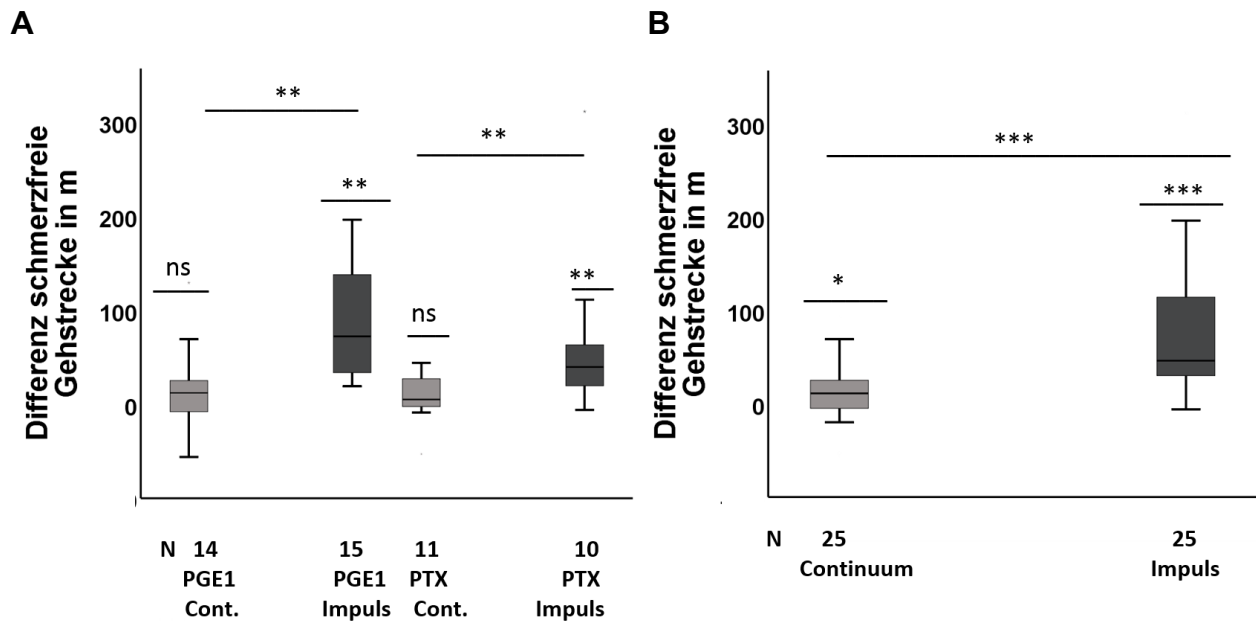 A
Differenz schmerzfreie
Gehstrecke in m
300
200
100
0
**
**
**
**
ns
ns
N 14 15 11 10
PGE1 PGE1 PTX PTX
Cont. Impuls Cont. Impuls
B
Differenz schmerzfreie
Gehstrecke in m
300
200
100
0
***
***
*
N 25 25
Continuum Impuls